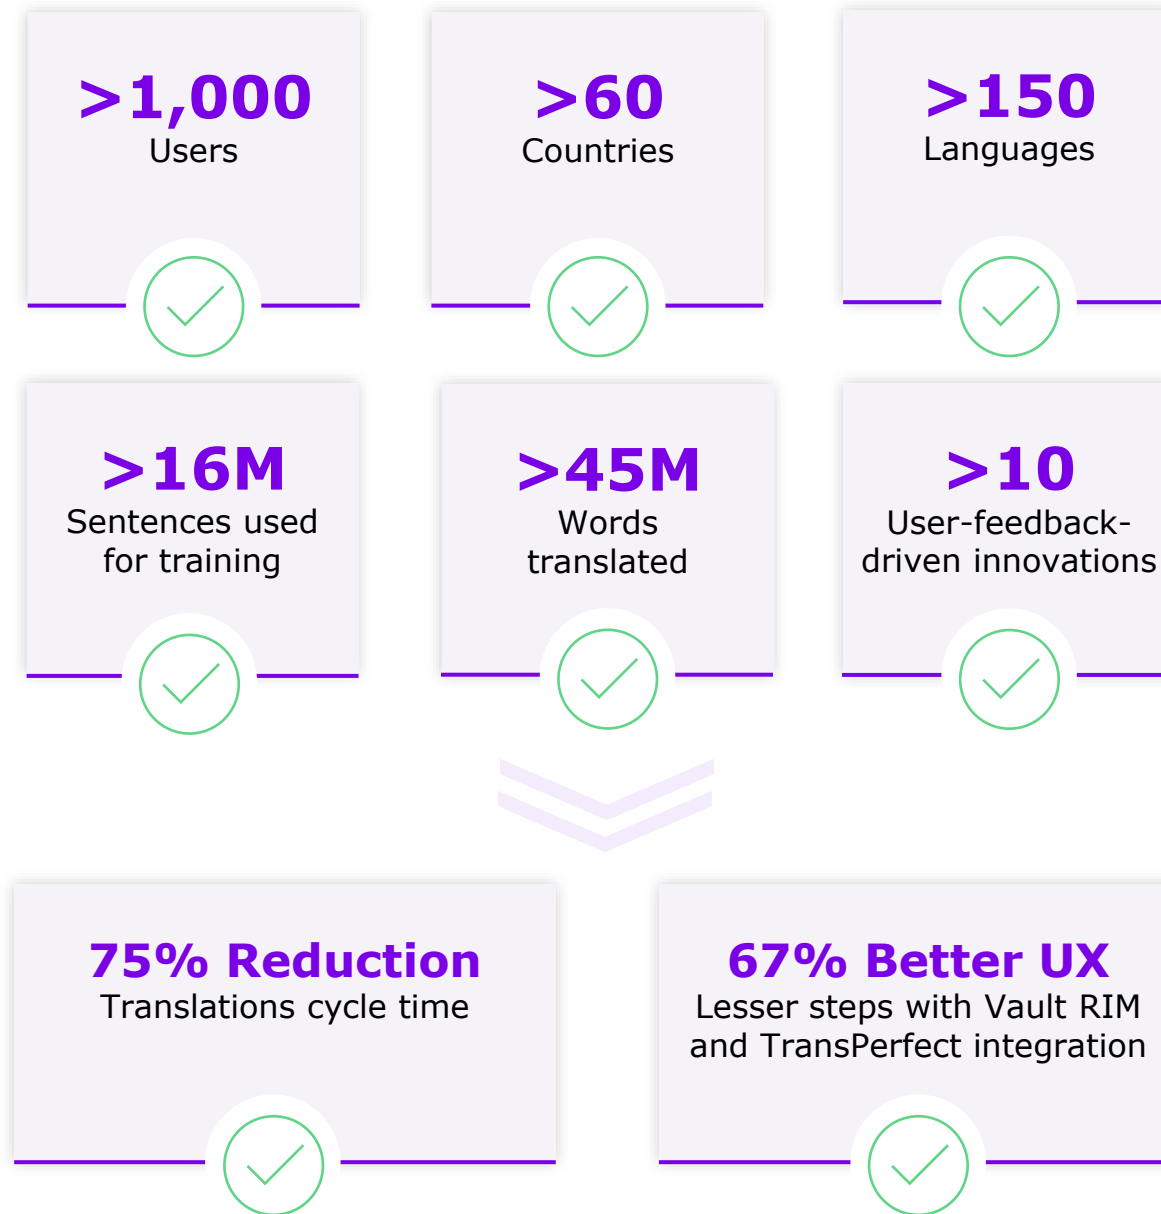 >1,000
Users
>60
Countries
>150
Languages
>16M
Sentences used
for training
>45M
Words
translated
>10
User-feedback-
driven innovations
75% Reduction
Translations cycle time
67% Better UX
Lesser steps with Vault RIM
and TransPerfect integration